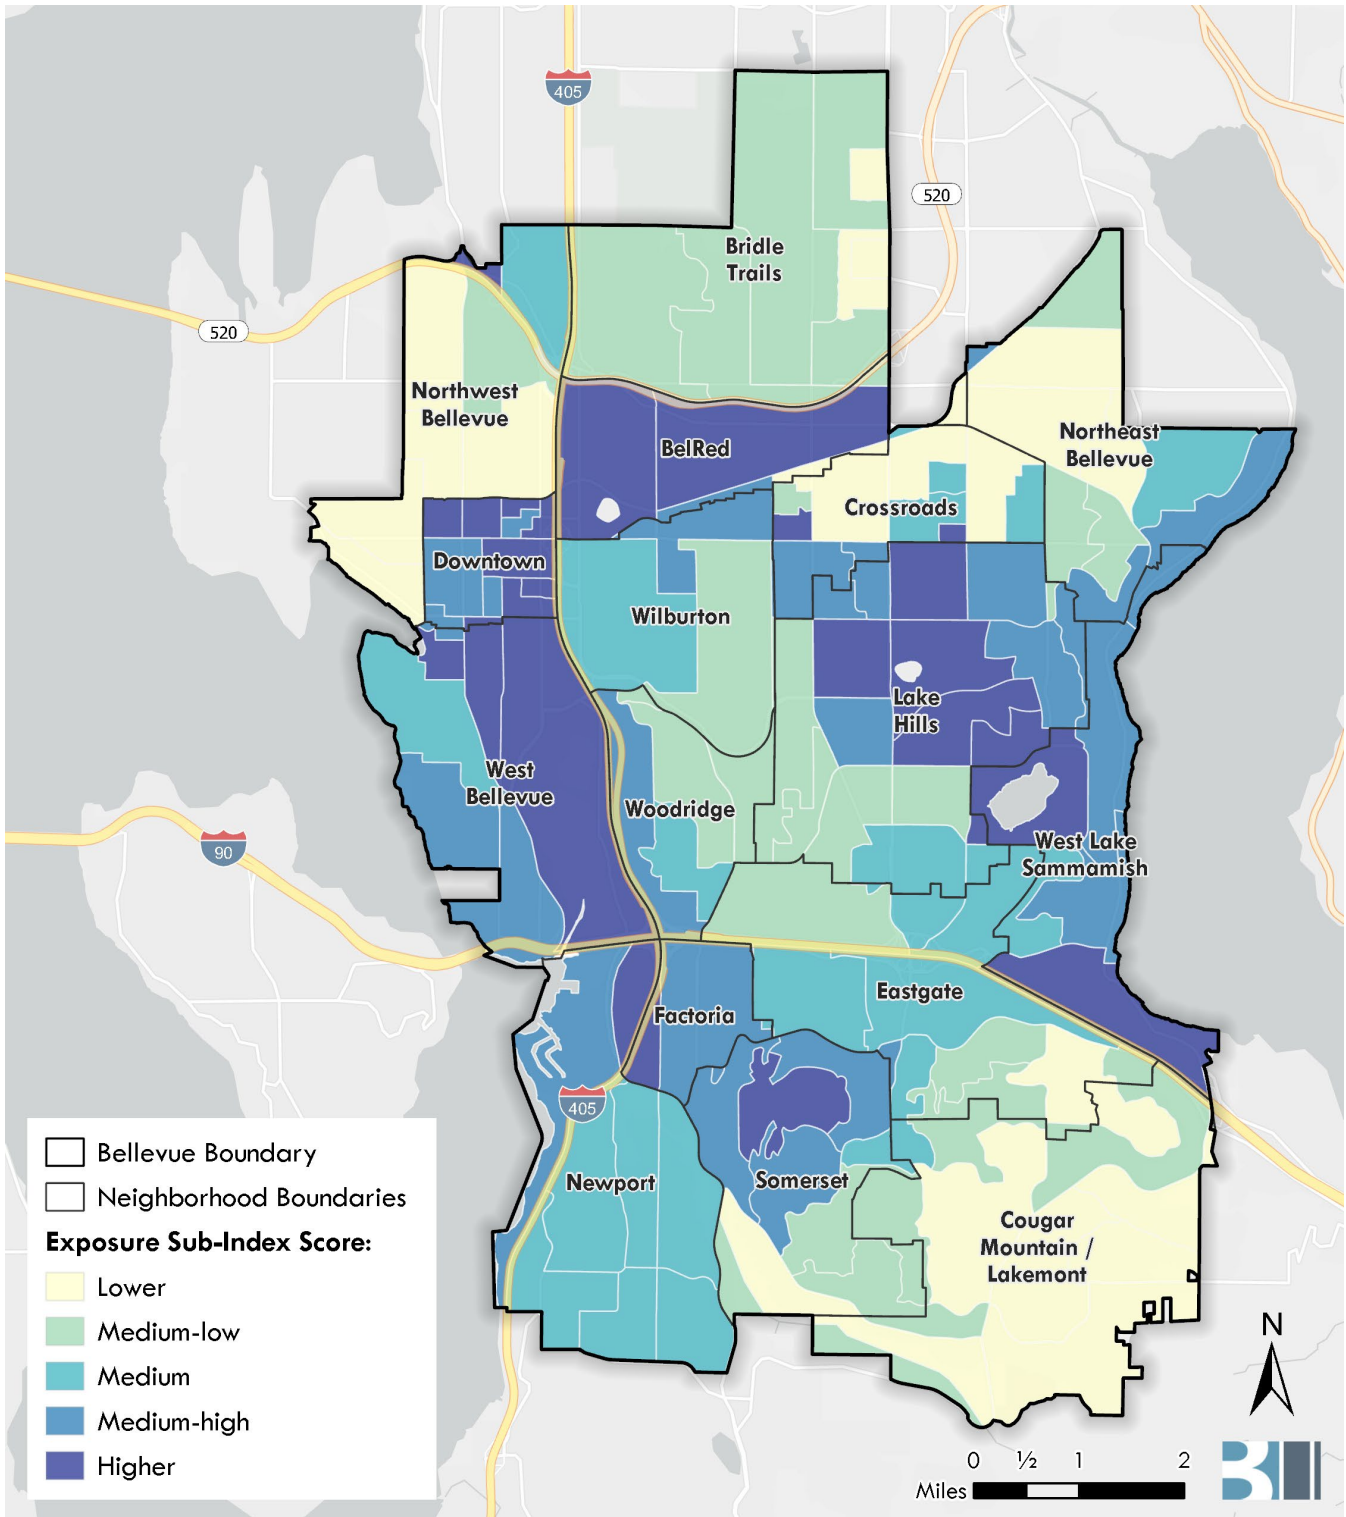 405
520
Bridle
Trails
520
Northwest
Bellevue
BelRed
Northeast
Bellevue
Crossroads
Downtown
Wilburton
Lake
Hills
West
Bellevue
Woodridge
90
West Lake
Sammamish
Eastgate
Factoria
405
Newport
Somerset
Cougar
Mountain /
Lakemont
Bellevue Boundary
Neighborhood Boundaries
Exposure Sub-Index Score:
Lower
Medium-low
Medium
Medium-high
Higher
N
0 ½ 1 2
Miles